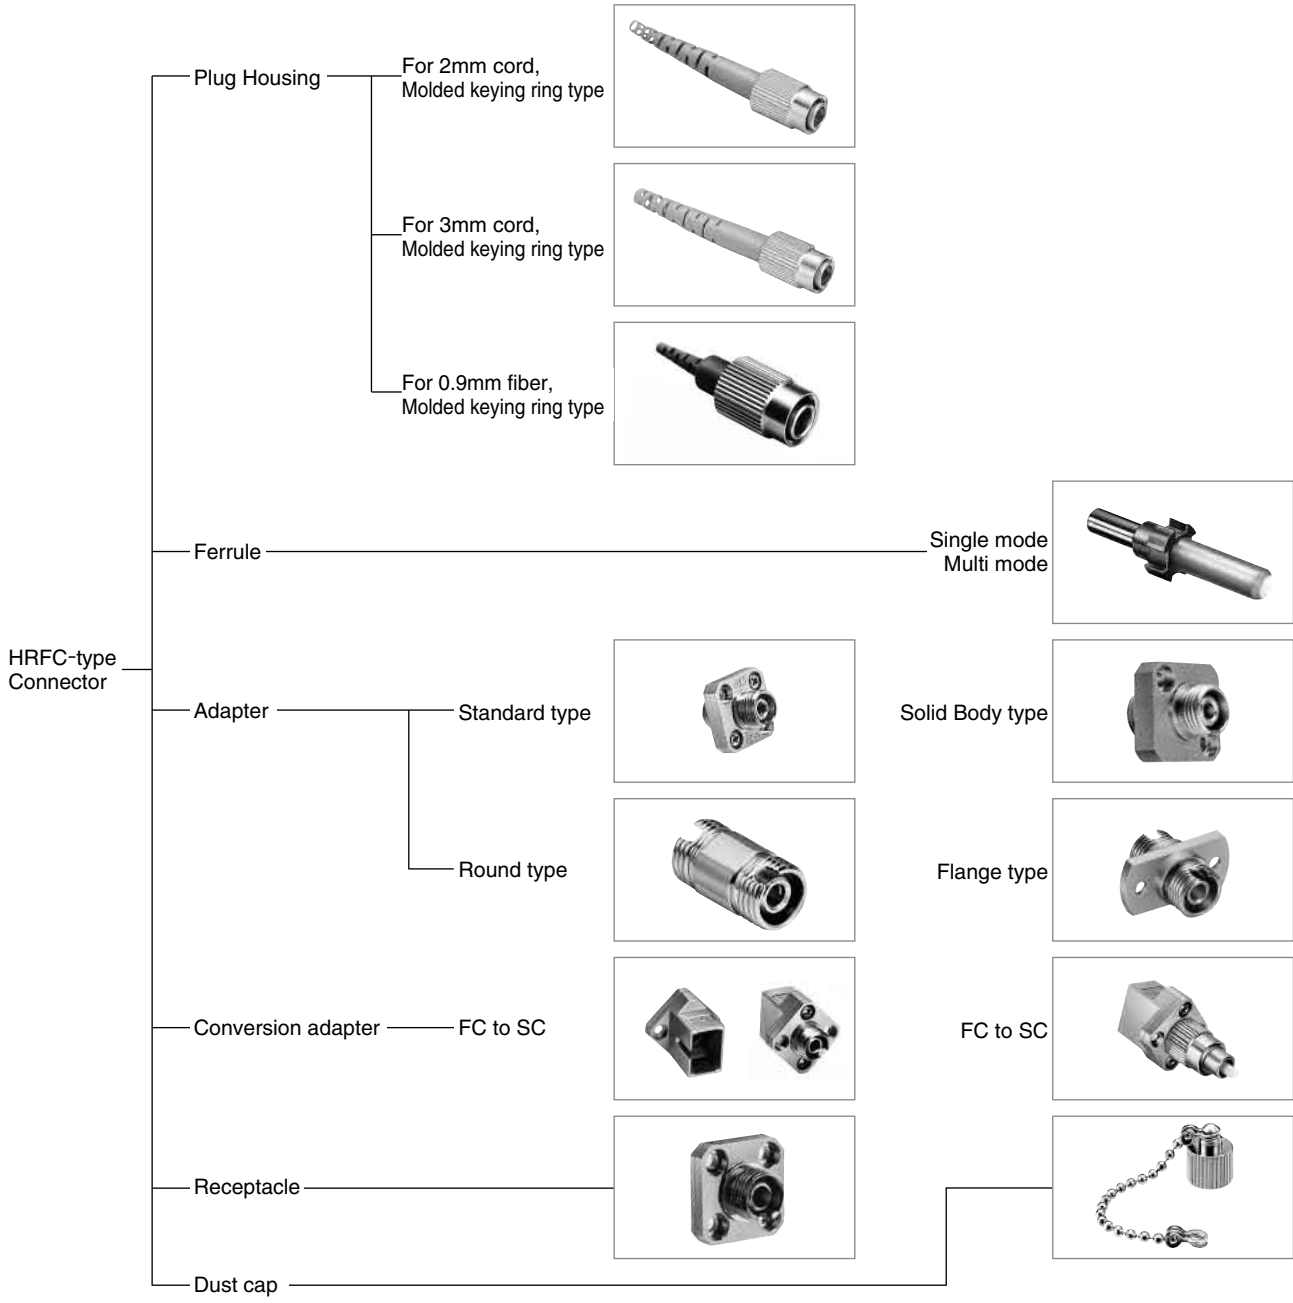 Plug Housing
For 2mm cord,
Molded keying ring type
For 3mm cord,
Molded keying ring type
For 0.9mm fiber,
Molded keying ring type
Ferrule
Single mode
Multi mode
HRFC-type
Connector
Adapter
Standard type
Solid Body type
Round type
Flange type
Conversion adapter
FC to SC
FC to SC
Receptacle
Dust cap